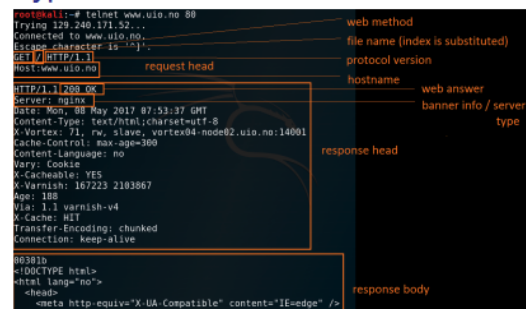 root@kali:~# telnet www.uio.no 80
Trying 129.240.171.52...
Connected to www.uio.no.
Escape character is '^]'.
GET / HTTP/1.1
Host:www.uio.no
HTTP/1.1 200 OK
Server: nginx
Date: Mon, 08 May 2017 07:53:37 GMT
Content-Type: text/html;charset=utf-8
X-Vortex: 71, rw, slave, vortex04-node02.uio.no:14001
Cache-Control: max-age=300
Content-Language: no
Vary: Cookie
X-Cacheable: YES
X-Varnish: 167223 2103867
Age: 188
Via: 1.1 varnish-v4
X-Cache: HIT
Transfer-Encoding: chunked
Connection: keep-alive
00301b
<!DOCTYPE html>
<html lang="no">
<head>
<meta http-equiv="X-UA-Compatible" content="IE=edge" />
web method
file name (index is substituted)
protocol version
request head
hostname
web answer
banner info / server
type
response head
response body